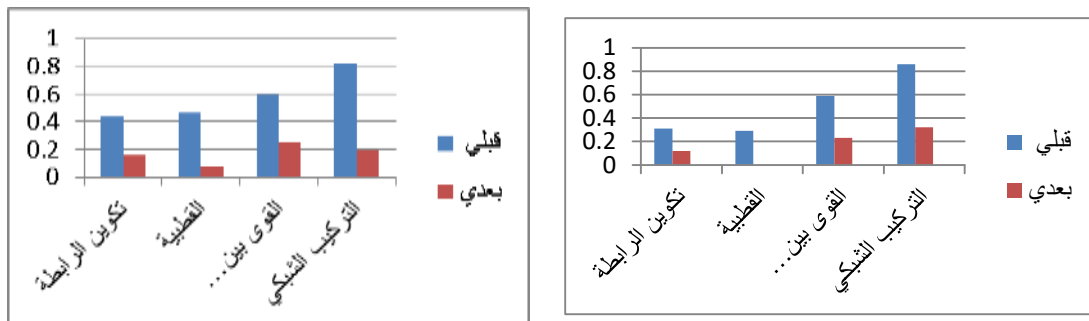 1
0.8
0.6
0.4
0.2
0
تكوين الرابطة
القطبية
القوى بين...
التركيب الشبكي
قبلي
بعدي
1
0.8
0.6
0.4
0.2
0
تكوين الرابطة
القطبية
القوى بين...
التركيب الشبكي
قبلي
بعدي